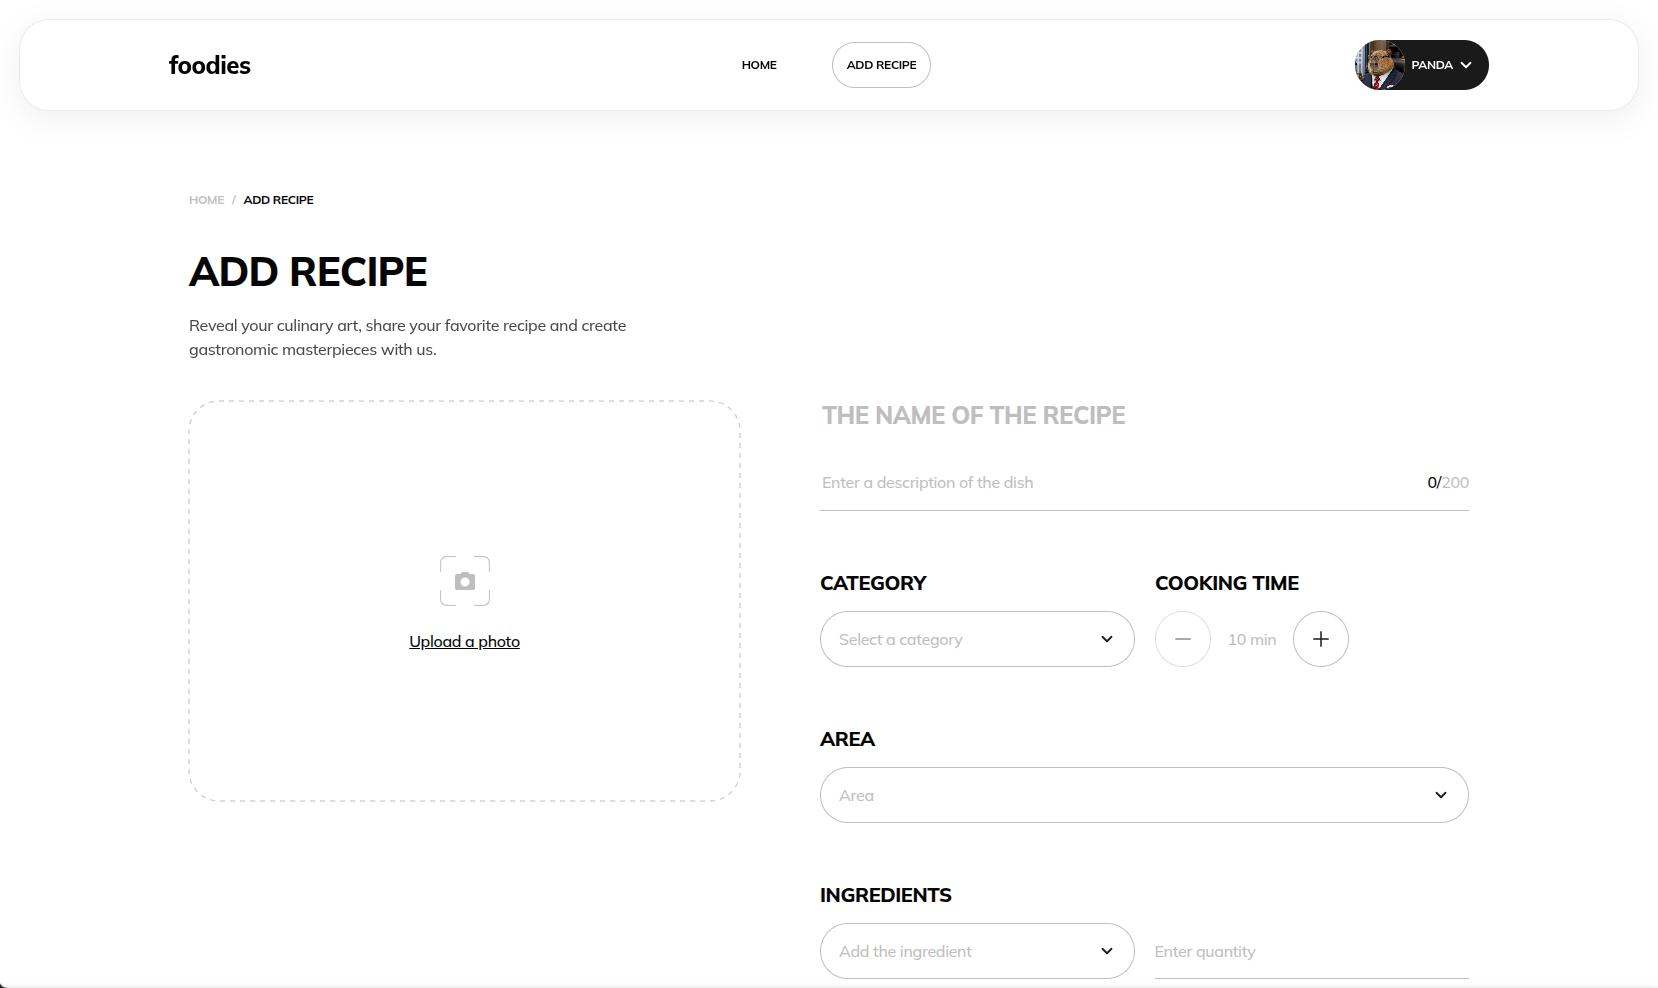 foodies
HOME
ADD RECIPE
PANDA
HOME / ADD RECIPE
ADD RECIPE
Reveal your culinary art, share your favorite recipe and create
gastronomic masterpieces with us.
Upload a photo
THE NAME OF THE RECIPE
Enter a description of the dish
0/200
CATEGORY
Select a category
COOKING TIME
10 min
AREA
Area
INGREDIENTS
Add the ingredient
Enter quantity